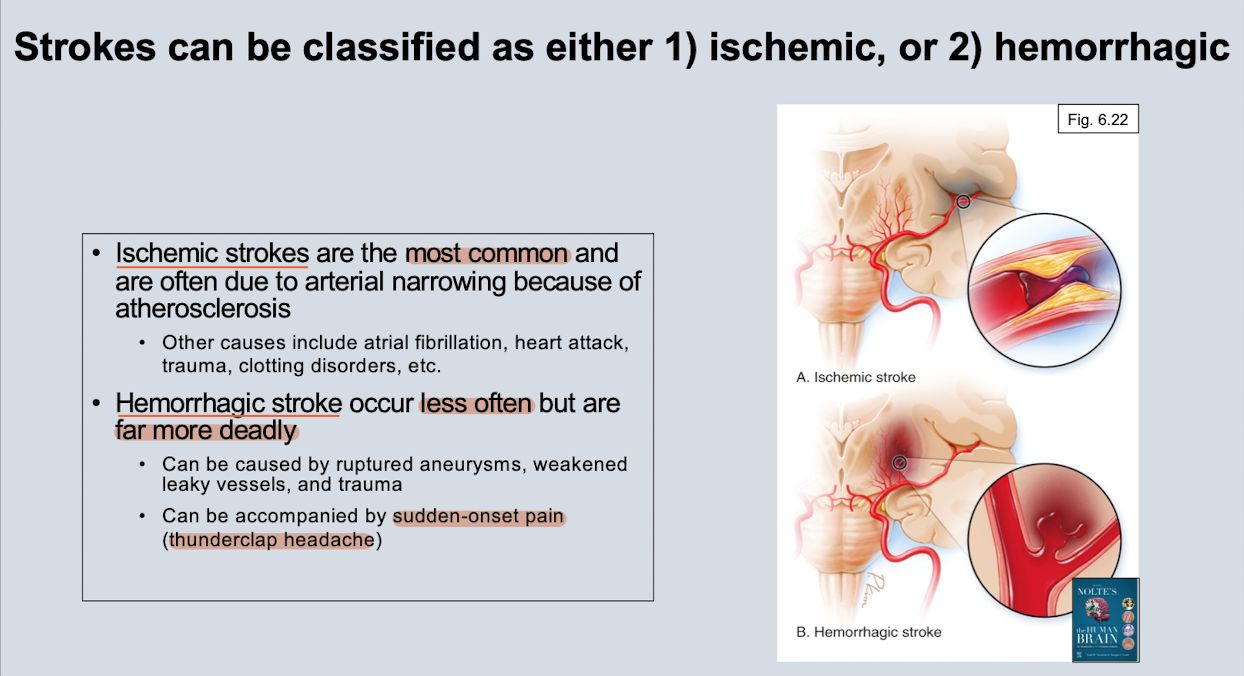 Strokes can be classified as either 1) ischemic, or 2) hemorrhagic
• Ischemic strokes are the most common and
are often due to arterial narrowing because of
atherosclerosis
• Other causes include atrial fibrillation, heart attack,
trauma, clotting disorders, etc.
• Hemorrhagic stroke occur less often but are
far more deadly
• Can be caused by ruptured aneurysms, weakened
leaky vessels, and trauma
• Can be accompanied by sudden-onset pain
(thunderclap headache)
Fig. 6.22
A. Ischemic stroke
B. Hemorrhagic stroke
NOLTE'S
the HUMAN
BRAIN